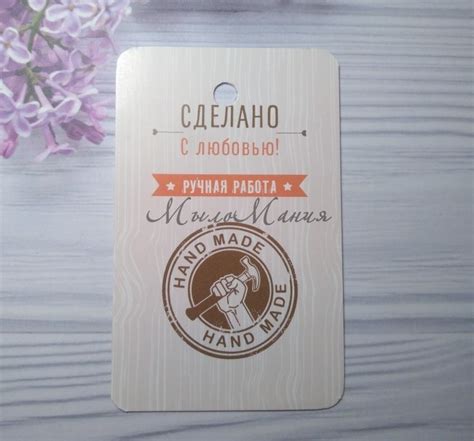 СДЕЛАНО
С ЛЮБОВЬЮ!
РУЧНАЯ РАБОТА
МылоМания
HAND MADE
HAND MADE